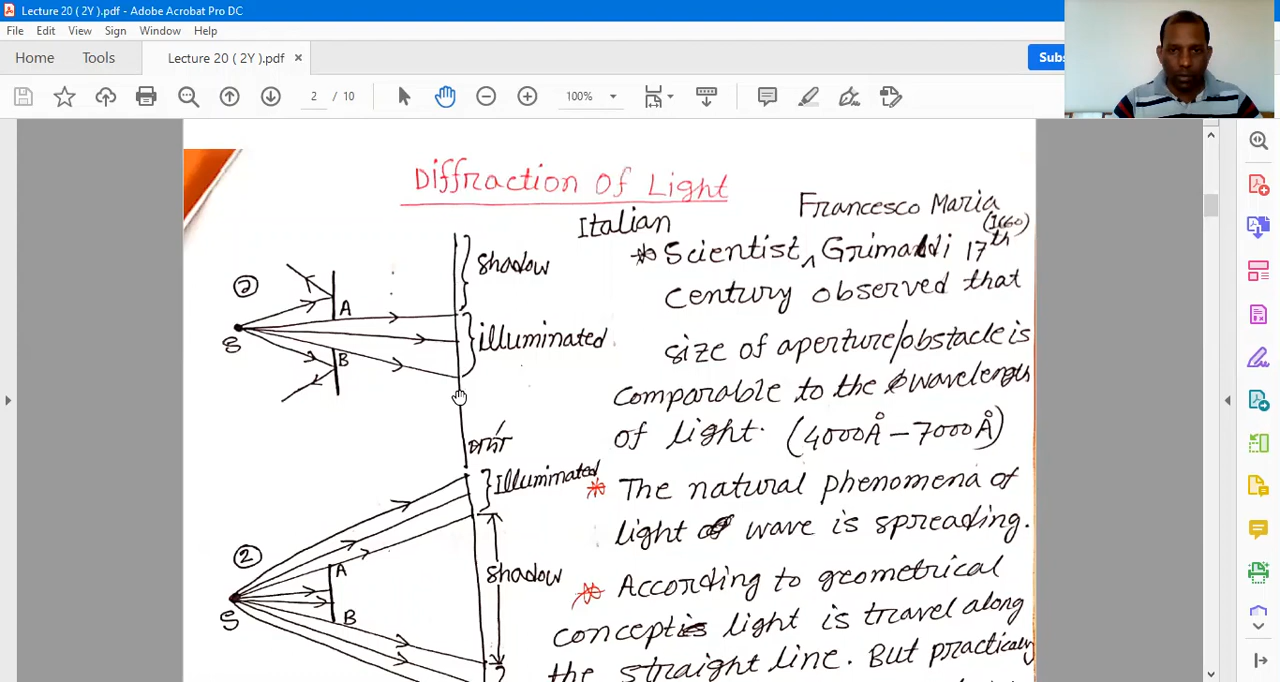 Lecture 20 ( 2Y ).pdf - Adobe Acrobat Pro DC
File Edit View Sign Window Help
Home Tools Lecture 20 ( 2Y ).pdf × Subs
2 / 10 100%
Diffraction Of Light
Italian Francesco Maria
(1660)
* Scientist ^ Grimaldi 17th
century observed that
size of aperture/obstacle is
comparable to the wavelength
of light. (4000Å – 7000Å)
* The natural phenomena of
light wave is spreading.
* According to geometrical
concept light is travel along
the straight line. But practically
②
S
A
B
shadow
illuminated
②
S
A
B
Illuminated
shadow